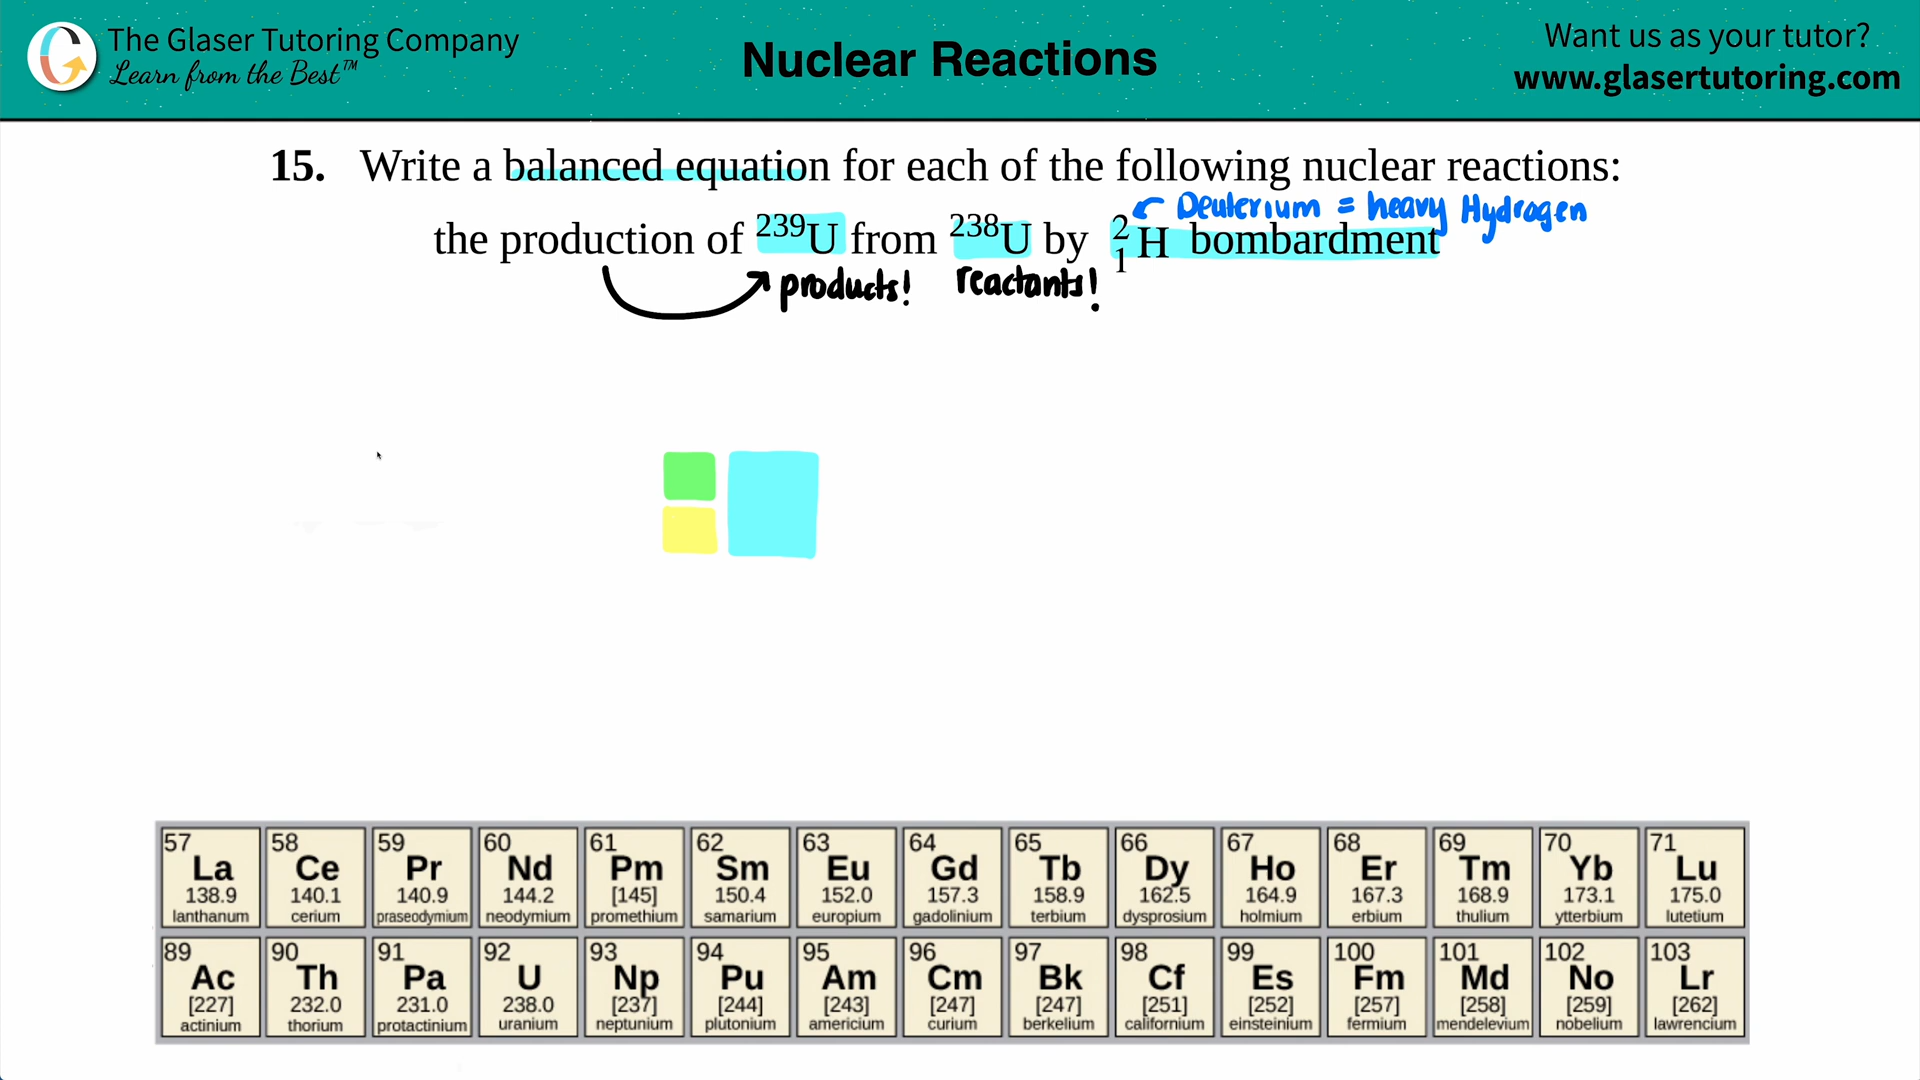 The Glaser Tutoring Company
Learn from the Best™
Nuclear Reactions
Want us as your tutor?
www.glasertutoring.com
15. Write a balanced equation for each of the following nuclear reactions:
Deuterium = heavy Hydrogen
the production of ²³⁹U from ²³⁸U by ²₁H bombardment
products! reactants!
57 58 59 60 61 62 63 64 65 66 67 68 69 70 71
La Ce Pr Nd Pm Sm Eu Gd Tb Dy Ho Er Tm Yb Lu
138.9 140.1 140.9 144.2 [145] 150.4 152.0 157.3 158.9 162.5 164.9 167.3 168.9 173.1 175.0
lanthanum cerium praseodymium neodymium promethium samarium europium gadolinium terbium dysprosium holmium erbium thulium ytterbium lutetium
89 90 91 92 93 94 95 96 97 98 99 100 101 102 103
Ac Th Pa U Np Pu Am Cm Bk Cf Es Fm Md No Lr
[227] 232.0 231.0 238.0 [237] [244] [243] [247] [247] [251] [252] [257] [258] [259] [262]
actinium thorium protactinium uranium neptunium plutonium americium curium berkelium californium einsteinium fermium mendelevium nobelium lawrencium